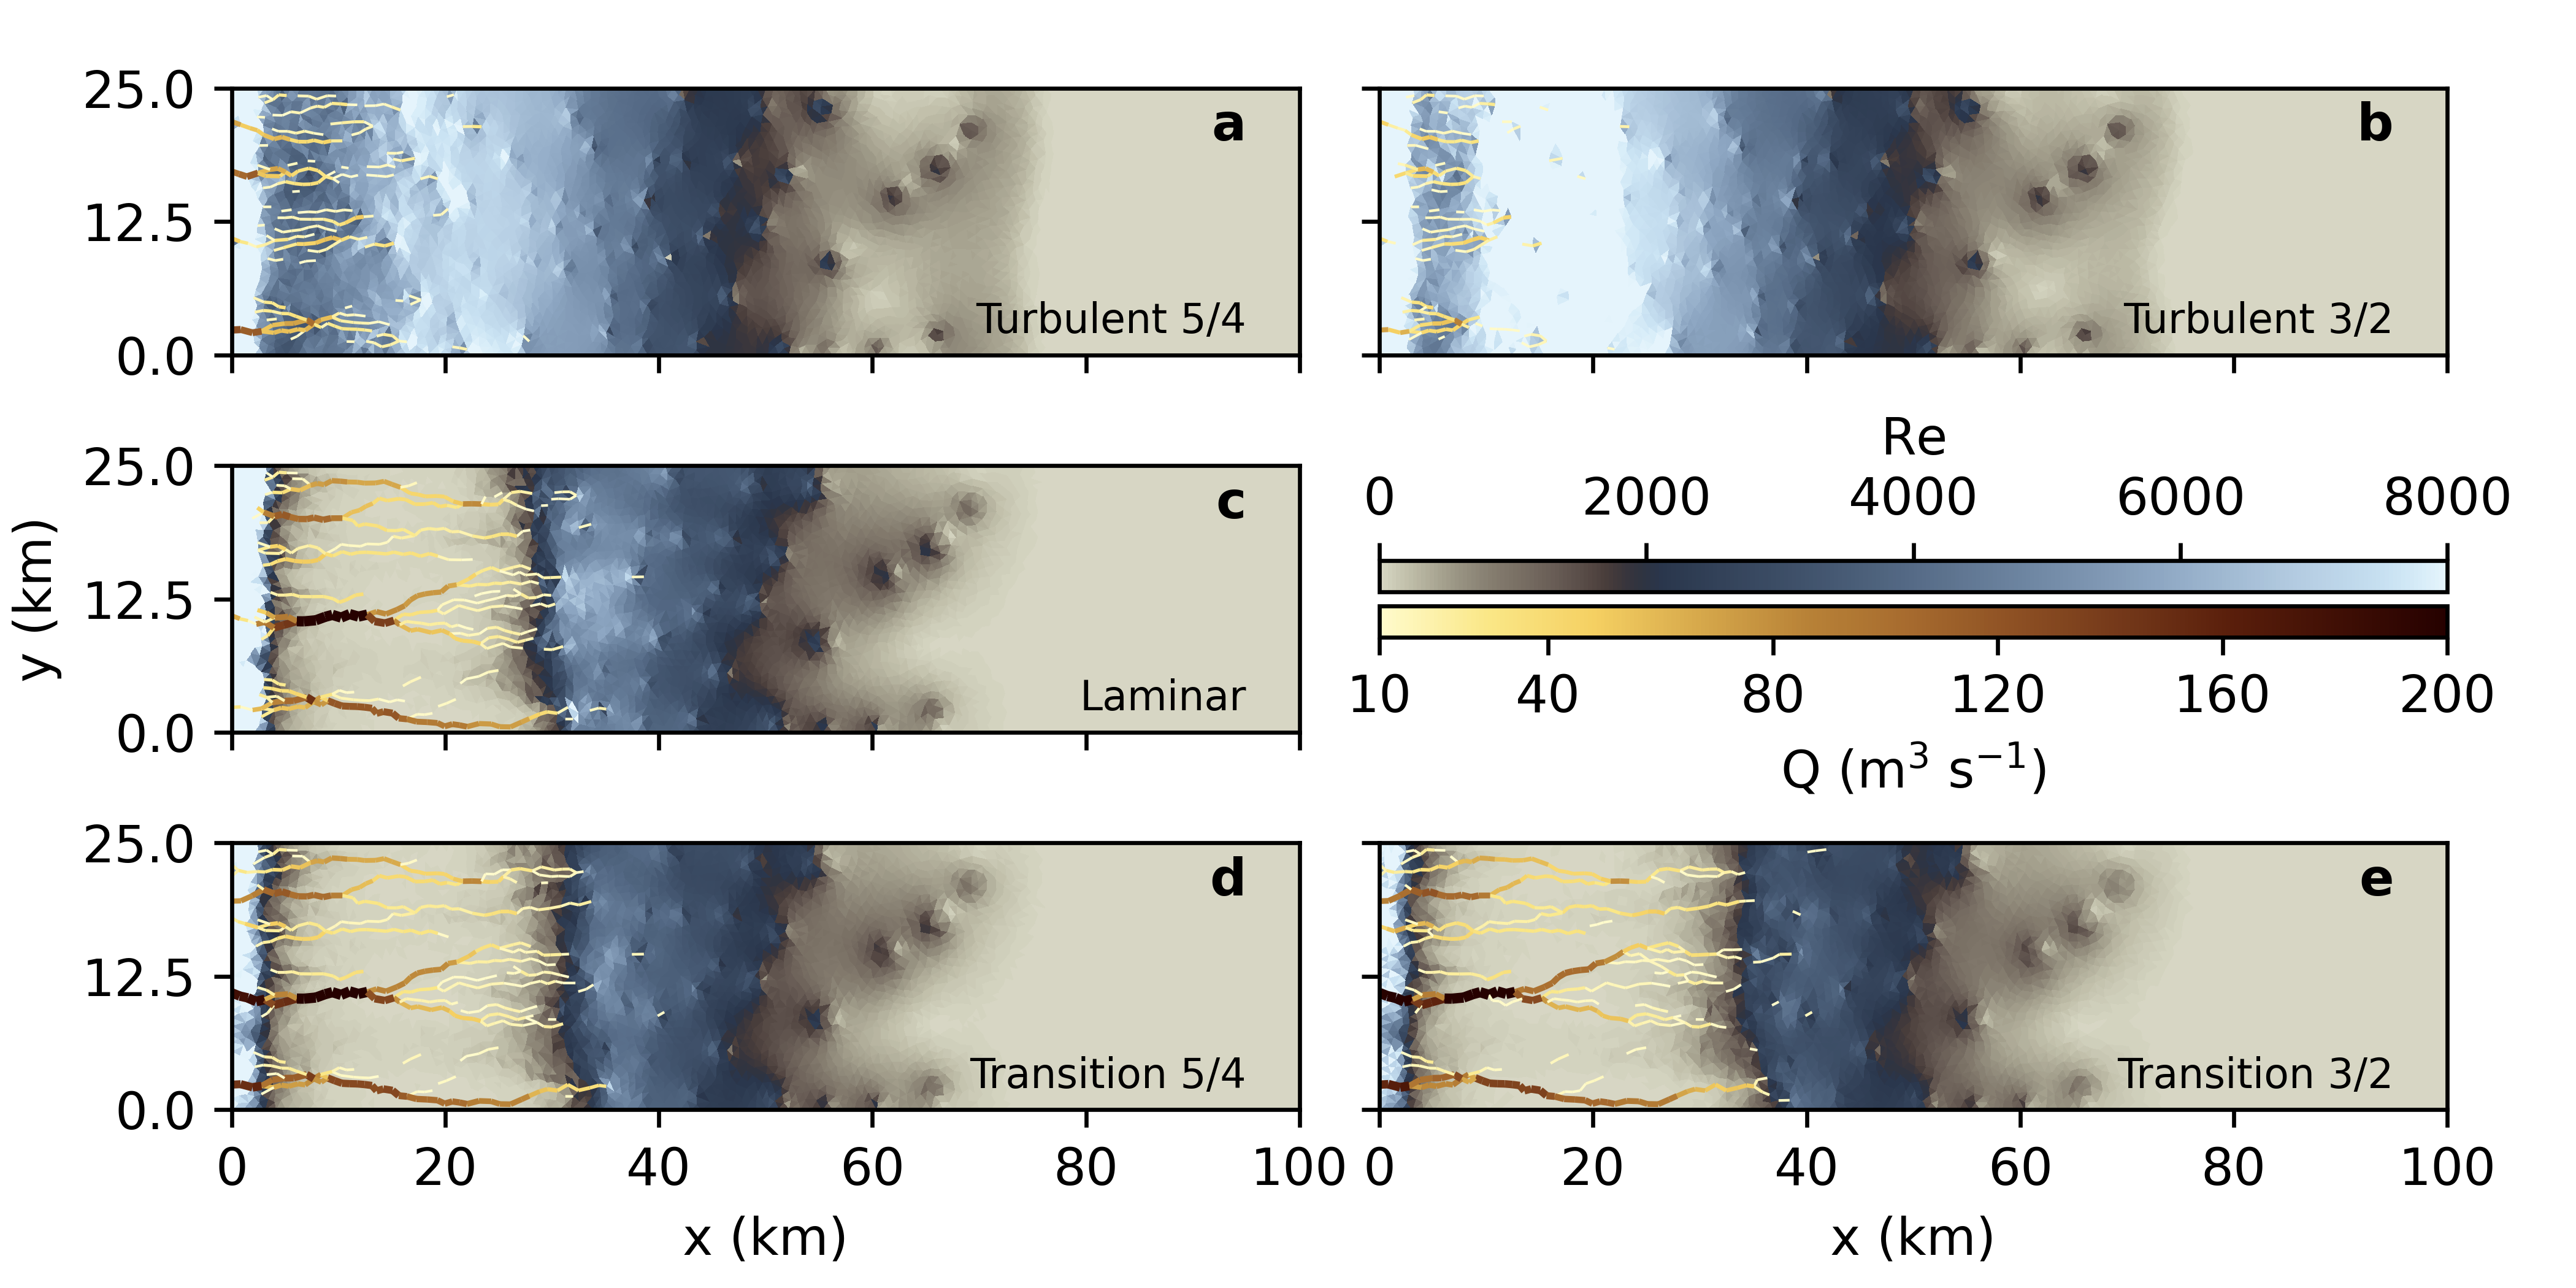 25.0
12.5
0.0
a
Turbulent 5/4
b
Turbulent 3/2
25.0
12.5
0.0
y (km)
c
Laminar
Re
0 2000 4000 6000 8000
10 40 80 120 160 200
Q (m³ s⁻¹)
25.0
12.5
0.0
d
Transition 5/4
e
Transition 3/2
0 20 40 60 80 100
0 20 40 60 80 100
x (km)
x (km)